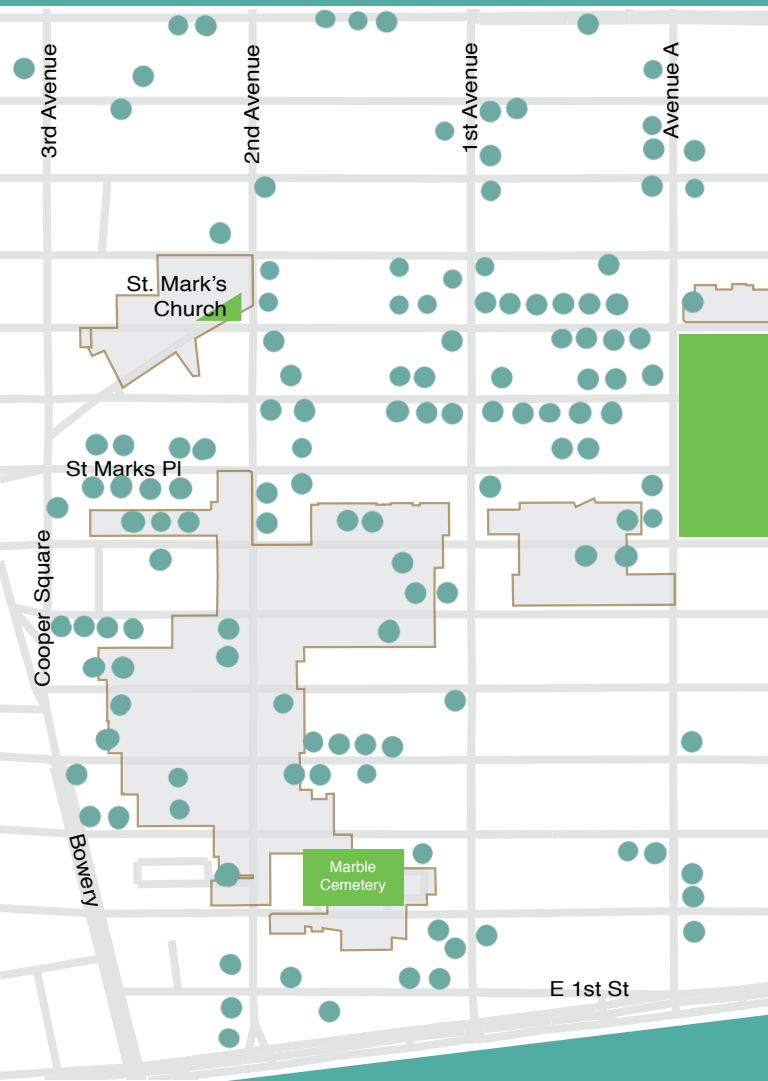 3rd Avenue
2nd Avenue
1st Avenue
Avenue A
St. Mark's
Church
St Marks Pl
Cooper Square
Bowery
Marble
Cemetery
E 1st St